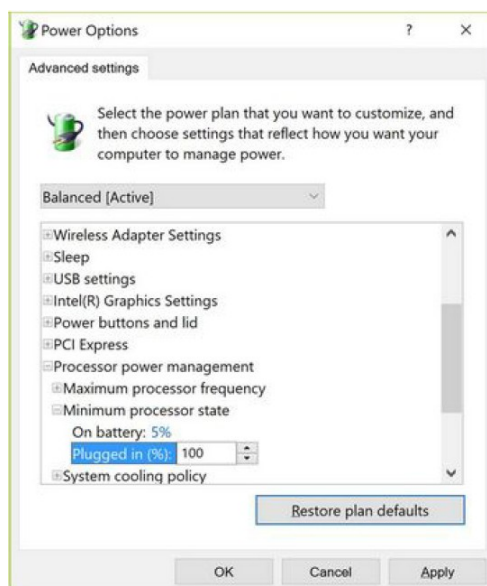 Power Options
?
Advanced settings
Select the power plan that you want to customize, and
then choose settings that reflect how you want your
computer to manage power.
Balanced [Active]
Wireless Adapter Settings
Sleep
USB settings
Intel(R) Graphics Settings
Power buttons and lid
PCI Express
Processor power management
Maximum processor frequency
Minimum processor state
On battery: 5%
Plugged in (%): 100
System cooling policy
Restore plan defaults
OK Cancel Apply